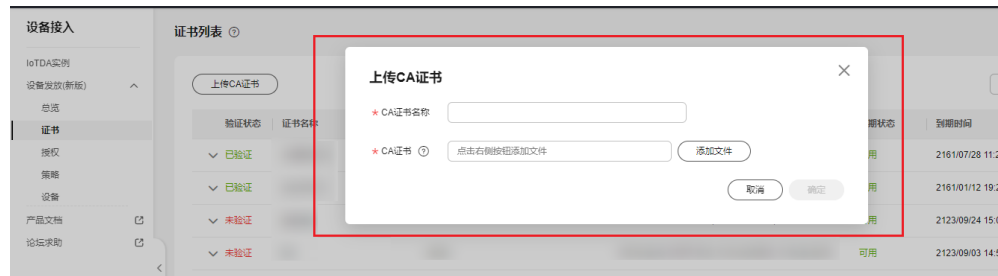 设备接入
证书列表
IoTDA实例
设备发放(新版)
总览
证书
授权
策略
设备
产品文档
论坛求助
上传CA证书
验证状态
证书名称
期状态
到期时间
已验证
用
2161/07/28 11:2
已验证
用
2161/01/12 19:2
未验证
用
2123/09/24 15:0
未验证
可用
2123/09/03 14:5
上传CA证书
* CA证书名称
* CA证书
点击右侧按钮添加文件
添加文件
取消
确定